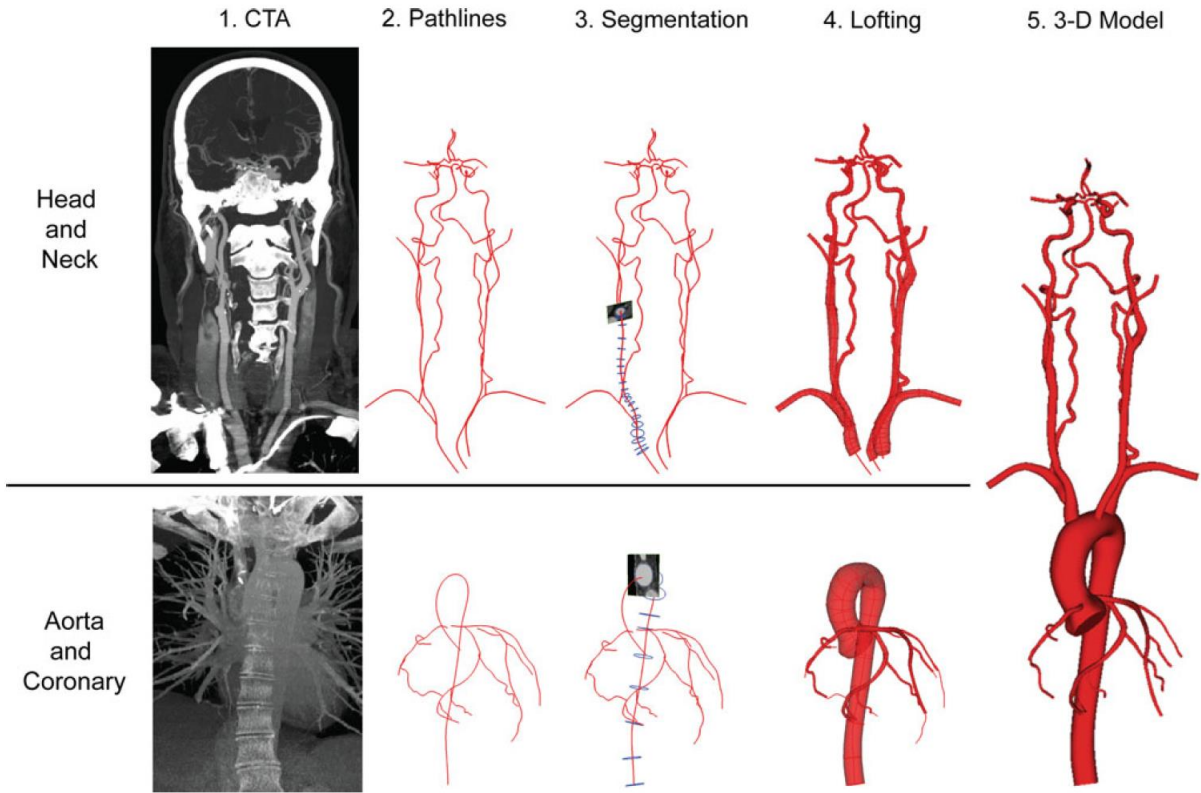 1. CTA
2. Pathlines
3. Segmentation
4. Lofting
5. 3-D Model
Head
and
Neck
Aorta
and
Coronary